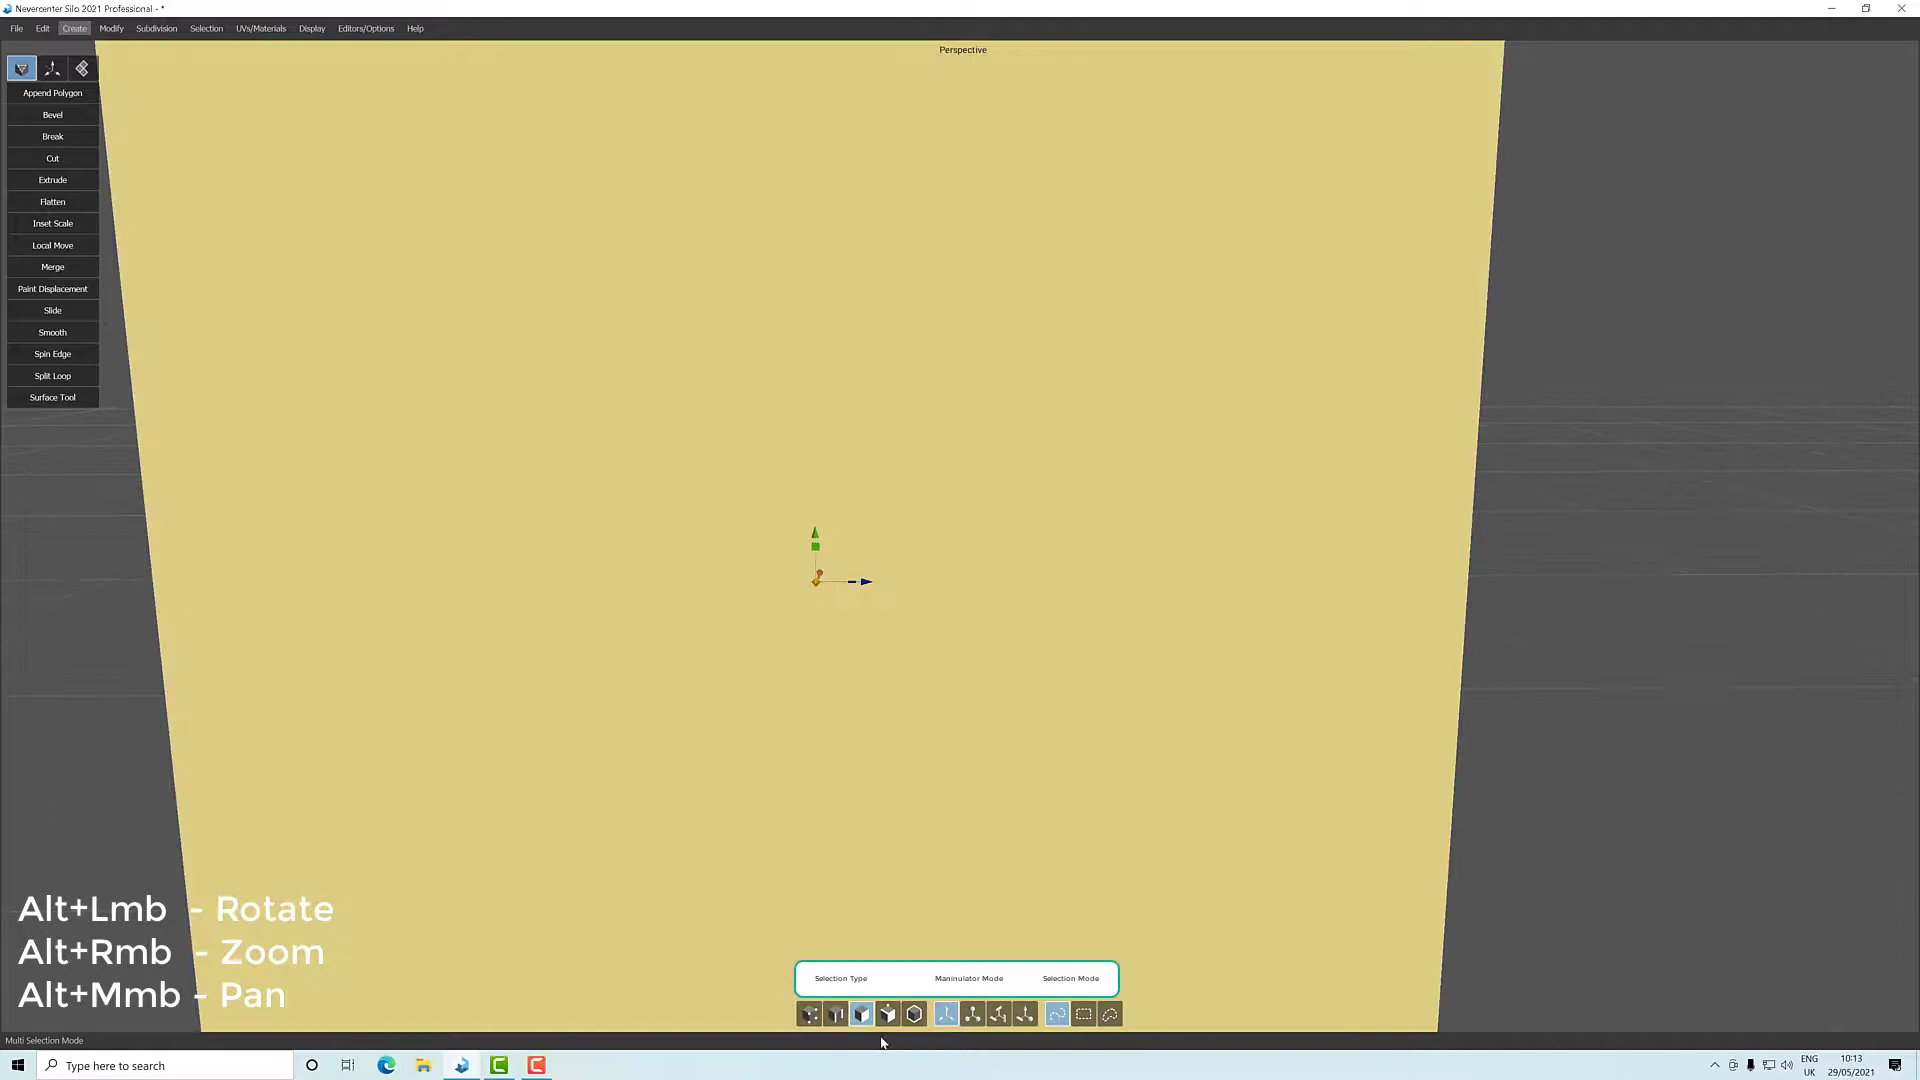 Nevercenter Silo 2021 Professional - *
File Edit Create Modify Subdivision Selection UVs/Materials Display Editors/Options Help
Perspective
Append Polygon
Bevel
Break
Cut
Extrude
Flatten
Inset Scale
Local Move
Merge
Paint Displacement
Slide
Smooth
Spin Edge
Split Loop
Surface Tool
Alt+Lmb - Rotate
Alt+Rmb - Zoom
Alt+Mmb - Pan
Selection Type Maninulator Mode Selection Mode
Multi Selection Mode
Type here to search
ENG 10:13
UK 29/05/2021